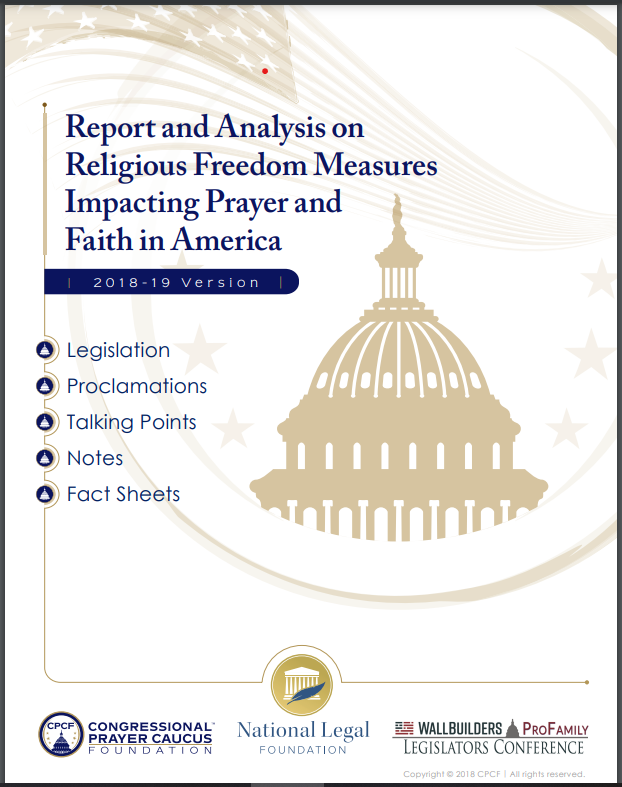 Report and Analysis on
Religious Freedom Measures
Impacting Prayer and
Faith in America
2018-19 Version
Legislation
Proclamations
Talking Points
Notes
Fact Sheets
CPCF
CONGRESSIONAL™
PRAYER CAUCUS
FOUNDATION
National Legal
FOUNDATION
WALLBUILDERS PROFAMILY
LEGISLATORS CONFERENCE
Copyright © 2018 CPCF | All rights reserved.